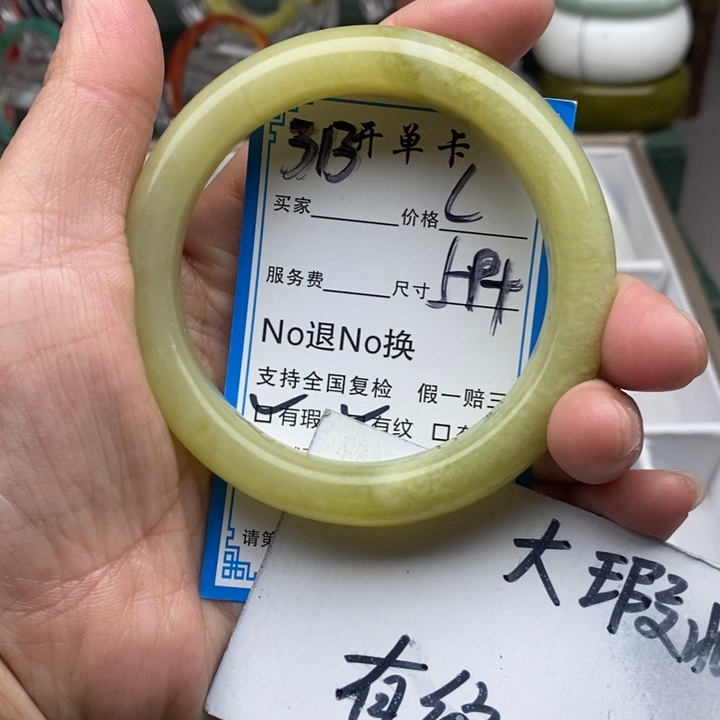 313开单卡
买家 价格
服务费 尺寸
No退No换
支持全国复检 假一赔三
有瑕 有纹
请第
大瑕
有纹